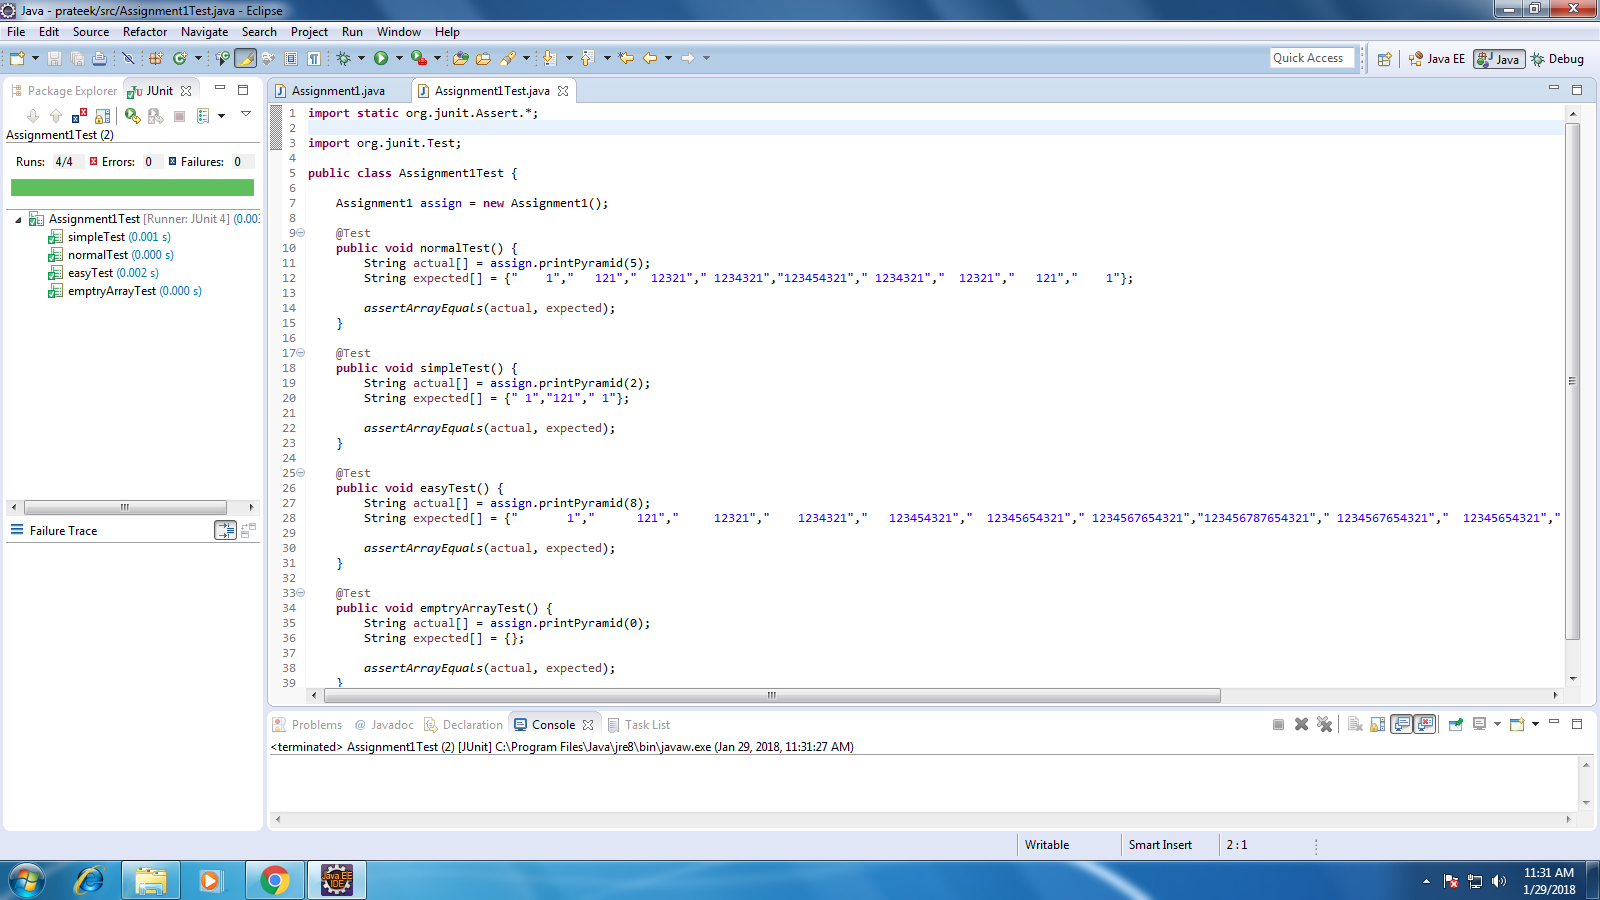 Java - prateek/src/Assignment1Test.java - Eclipse
File Edit Source Refactor Navigate Search Project Run Window Help
Quick Access Java EE Java Debug
Package Explorer JUnit
Assignment1Test (2)
Runs: 4/4 Errors: 0 Failures: 0
Assignment1Test [Runner: JUnit 4] (0.003
simpleTest (0.001 s)
normalTest (0.000 s)
easyTest (0.002 s)
emptryArrayTest (0.000 s)
Failure Trace
Assignment1.java Assignment1Test.java
1 import static org.junit.Assert.*;
2
3 import org.junit.Test;
4
5 public class Assignment1Test {
6
7     Assignment1 assign = new Assignment1();
8
9     @Test
10     public void normalTest() {
11         String actual[] = assign.printPyramid(5);
12         String expected[] = {"    1","   121","  12321"," 1234321","123454321"," 1234321","  12321","   121","    1"};
13
14         assertArrayEquals(actual, expected);
15     }
16
17     @Test
18     public void simpleTest() {
19         String actual[] = assign.printPyramid(2);
20         String expected[] = {" 1","121"," 1"};
21
22         assertArrayEquals(actual, expected);
23     }
24
25     @Test
26     public void easyTest() {
27         String actual[] = assign.printPyramid(8);
28         String expected[] = {"       1","      121","     12321","    1234321","   123454321","  12345654321"," 1234567654321","123456787654321"," 1234567654321","  12345654321","
29
30         assertArrayEquals(actual, expected);
31     }
32
33     @Test
34     public void emptryArrayTest() {
35         String actual[] = assign.printPyramid(0);
36         String expected[] = {};
37
38         assertArrayEquals(actual, expected);
39     }
Problems @ Javadoc Declaration Console Task List
<terminated> Assignment1Test (2) [JUnit] C:\Program Files\Java\jre8\bin\javaw.exe (Jan 29, 2018, 11:31:27 AM)
Writable Smart Insert 2 : 1
Java EE
IDE
11:31 AM
1/29/2018